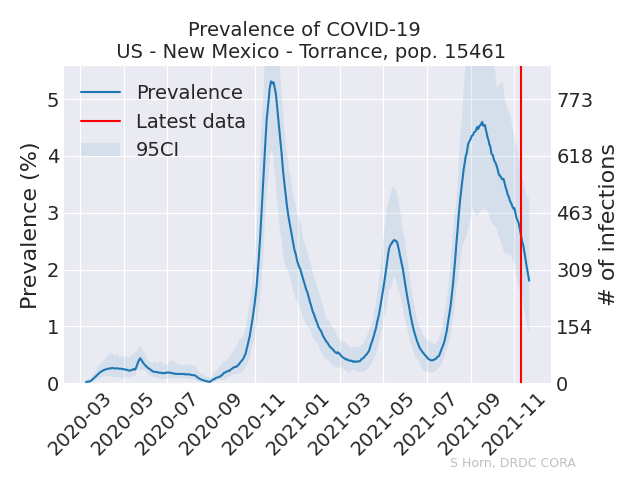 Prevalence of COVID-19
US - New Mexico - Torrance, pop. 15461
Prevalence
Latest data
95CI
Prevalence (%)
5
4
3
2
1
0
773
618
463
309
154
0
# of infections
2020-03
2020-05
2020-07
2020-09
2020-11
2021-01
2021-03
2021-05
2021-07
2021-09
2021-11
S Horn, DRDC CORA